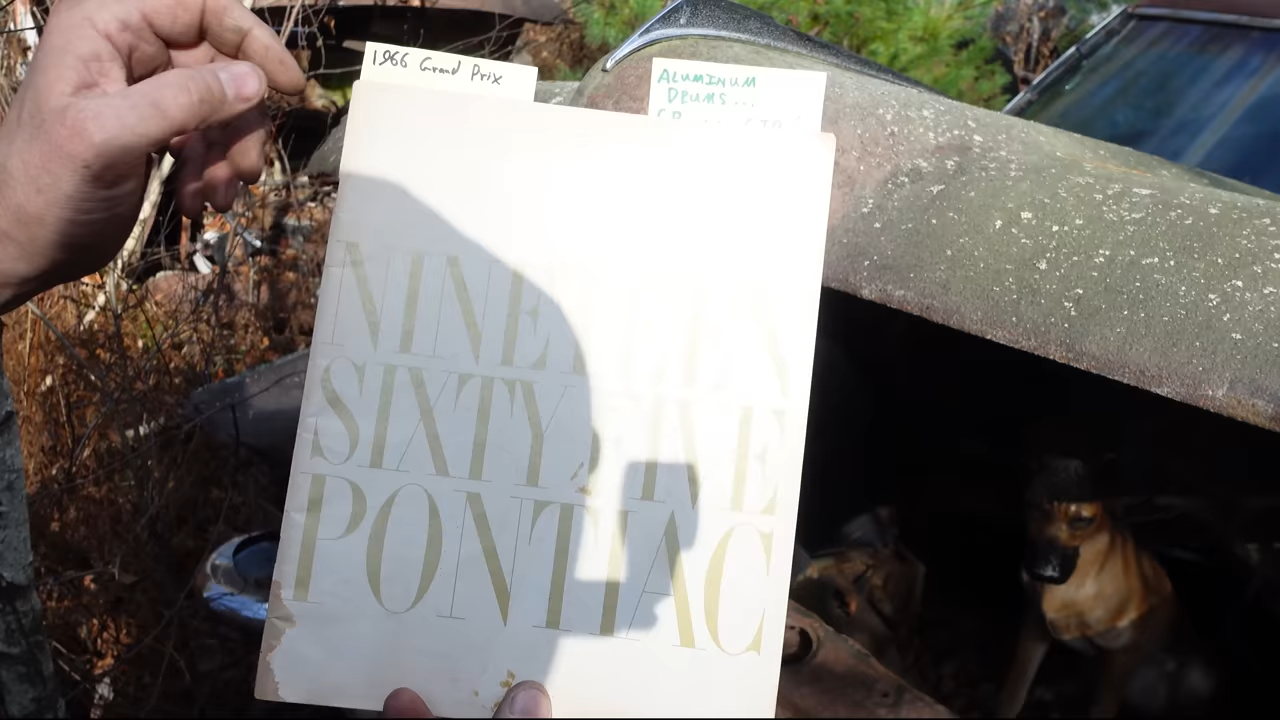 1966 Grand Prix
ALUMINUM
DRUMS...
NINETEEN
SIXTY-FIVE
PONTIAC